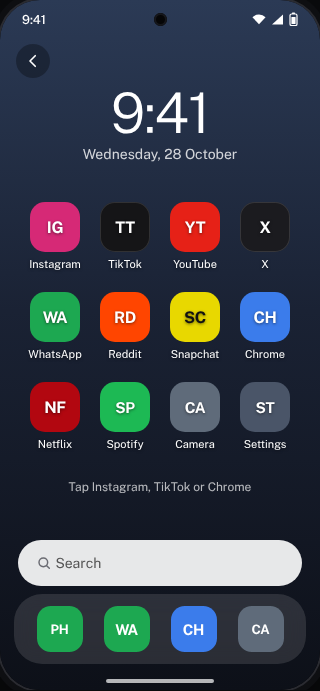 9:41
9:41
Wednesday, 28 October
IG TT YT X
Instagram TikTok YouTube X
WA RD SC CH
WhatsApp Reddit Snapchat Chrome
NF SP CA ST
Netflix Spotify Camera Settings
Tap Instagram, TikTok or Chrome
Search
PH WA CH CA